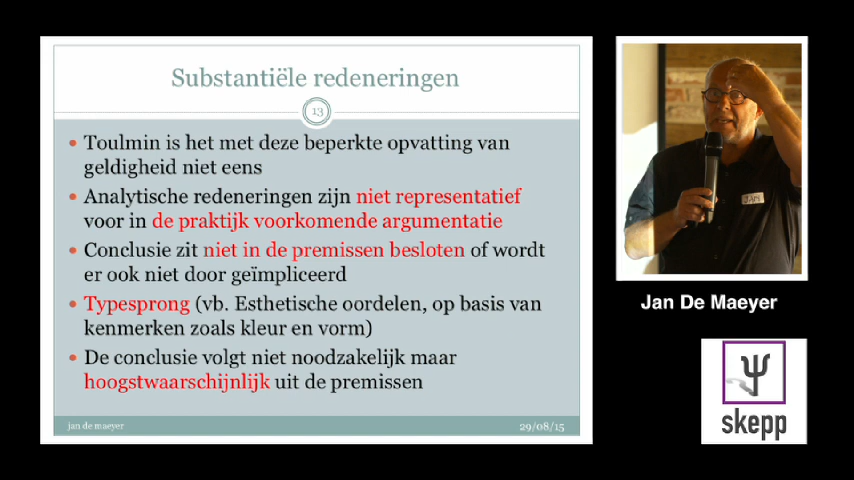 Substantiële redeneringen
13
• Toulmin is het met deze beperkte opvatting van
geldigheid niet eens
• Analytische redeneringen zijn niet representatief
voor in de praktijk voorkomende argumentatie
• Conclusie zit niet in de premissen besloten of wordt
er ook niet door geïmpliceerd
• Typesprong (vb. Esthetische oordelen, op basis van
kenmerken zoals kleur en vorm)
• De conclusie volgt niet noodzakelijk maar
hoogstwaarschijnlijk uit de premissen
jan de maeyer
29/08/15
JAN
Jan De Maeyer
skepp